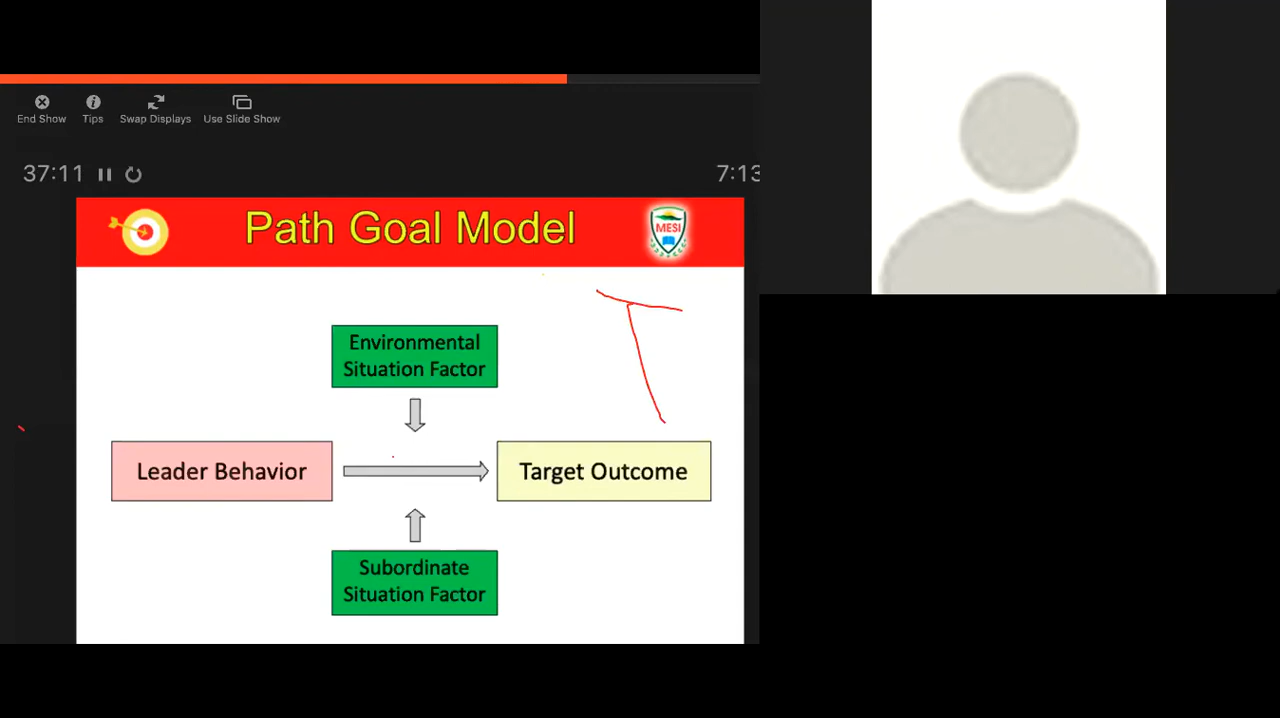 End Show
Tips
Swap Displays
Use Slide Show
37:11
7:13
Path Goal Model
MESI
Environmental
Situation Factor
Leader Behavior
Target Outcome
Subordinate
Situation Factor